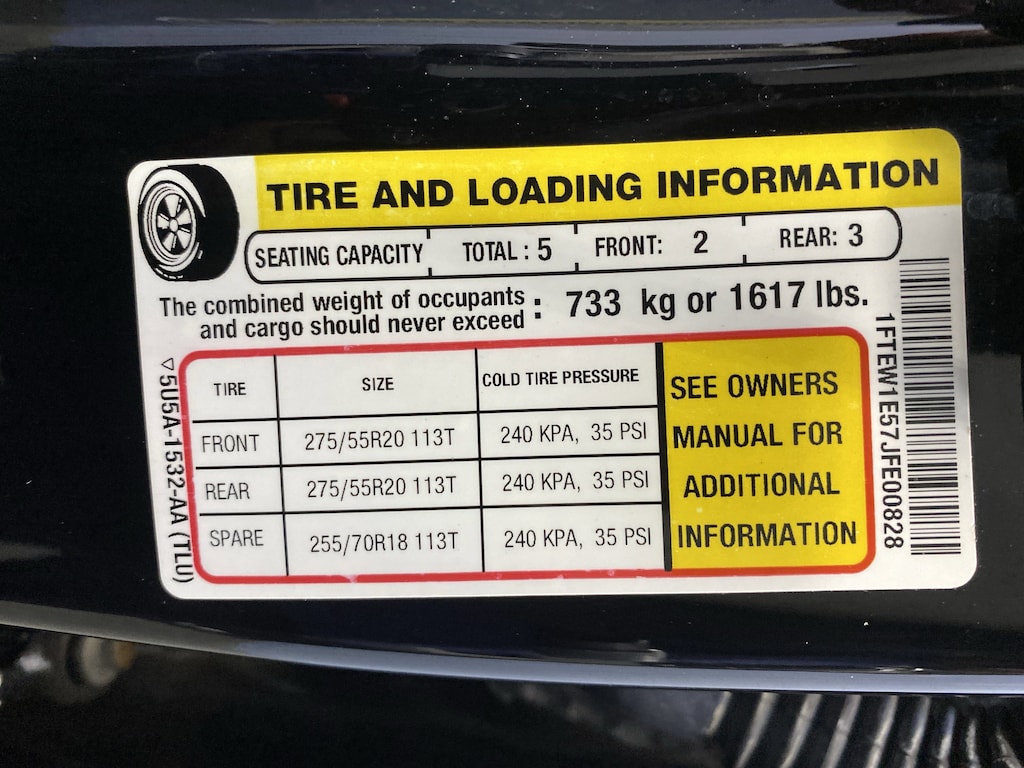 TIRE AND LOADING INFORMATION
SEATING CAPACITY TOTAL : 5 FRONT: 2 REAR: 3
The combined weight of occupants
and cargo should never exceed : 733 kg or 1617 lbs.
TIRE SIZE COLD TIRE PRESSURE
FRONT 275/55R20 113T 240 KPA, 35 PSI
REAR 275/55R20 113T 240 KPA, 35 PSI
SPARE 255/70R18 113T 240 KPA, 35 PSI
SEE OWNERS
MANUAL FOR
ADDITIONAL
INFORMATION
▽5U5A-1532-AA (TLU)
1FTEW1E57JFE00828